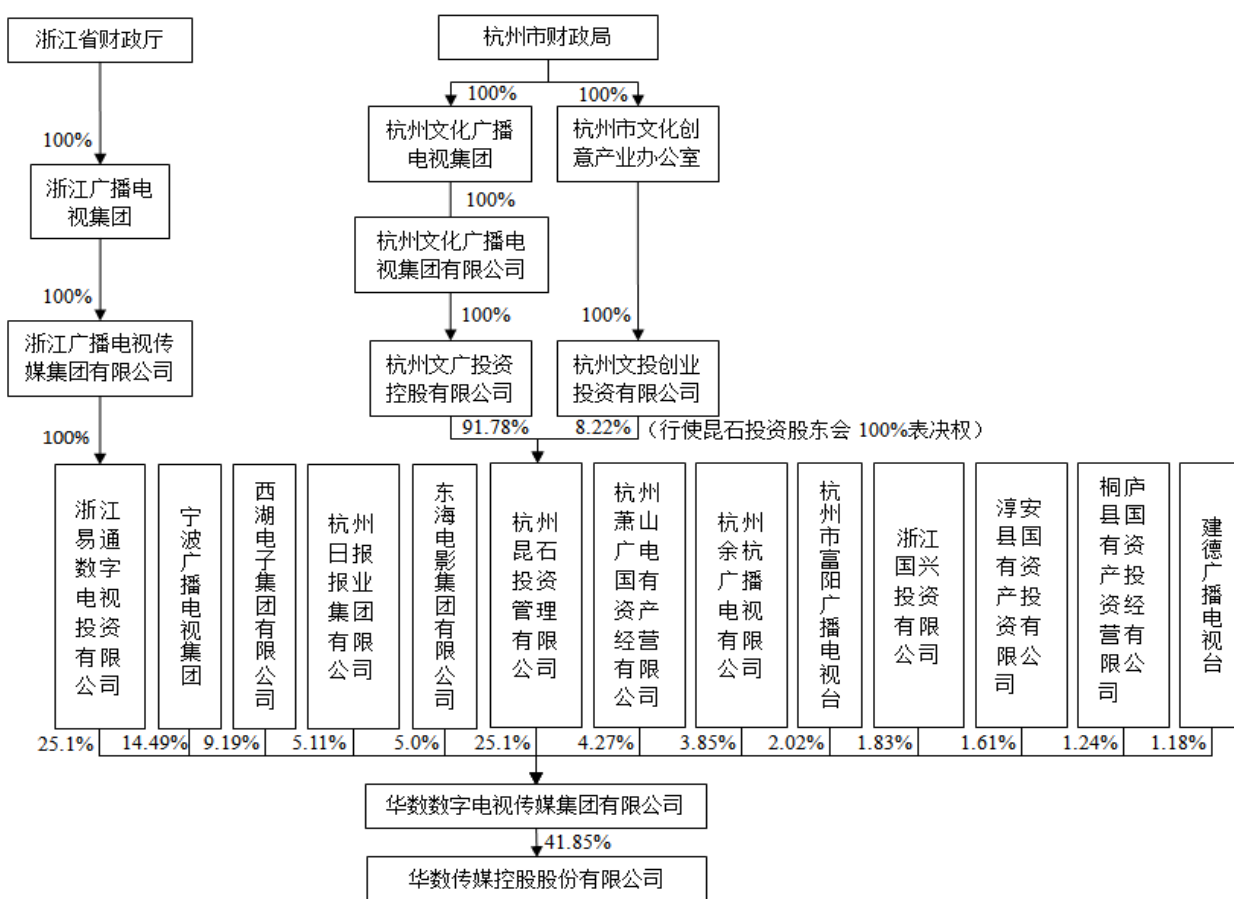 浙江省财政厅
杭州市财政局
100%
100%
杭州文化广播
电视集团
杭州市文化创
意产业办公室
100%
浙江广播电
视集团
100%
杭州文化广播电
视集团有限公司
100%
100%
100%
浙江广播电视传
媒集团有限公司
杭州文广投资
控股有限公司
杭州文投创业
投资有限公司
100%
91.78%
8.22%
（行使昆石投资股东会 100%表决权）
浙江易通数字电视投资有限公司
宁波广播电视集团
西湖电子集团有限公司
杭州日报报业集团有限公司
东海电影集团有限公司
杭州昆石投资管理有限公司
杭州萧山广电国有资产经营有限公司
杭州余杭广播电视有限公司
杭州市富阳广播电视台
浙江国兴投资有限公司
淳安县国有资产投资有限公司
桐庐县国有资产投资经营有限公司
建德广播电视台
25.1%
14.49%
9.19%
5.11%
5.0%
25.1%
4.27%
3.85%
2.02%
1.83%
1.61%
1.24%
1.18%
华数数字电视传媒集团有限公司
41.85%
华数传媒控股股份有限公司